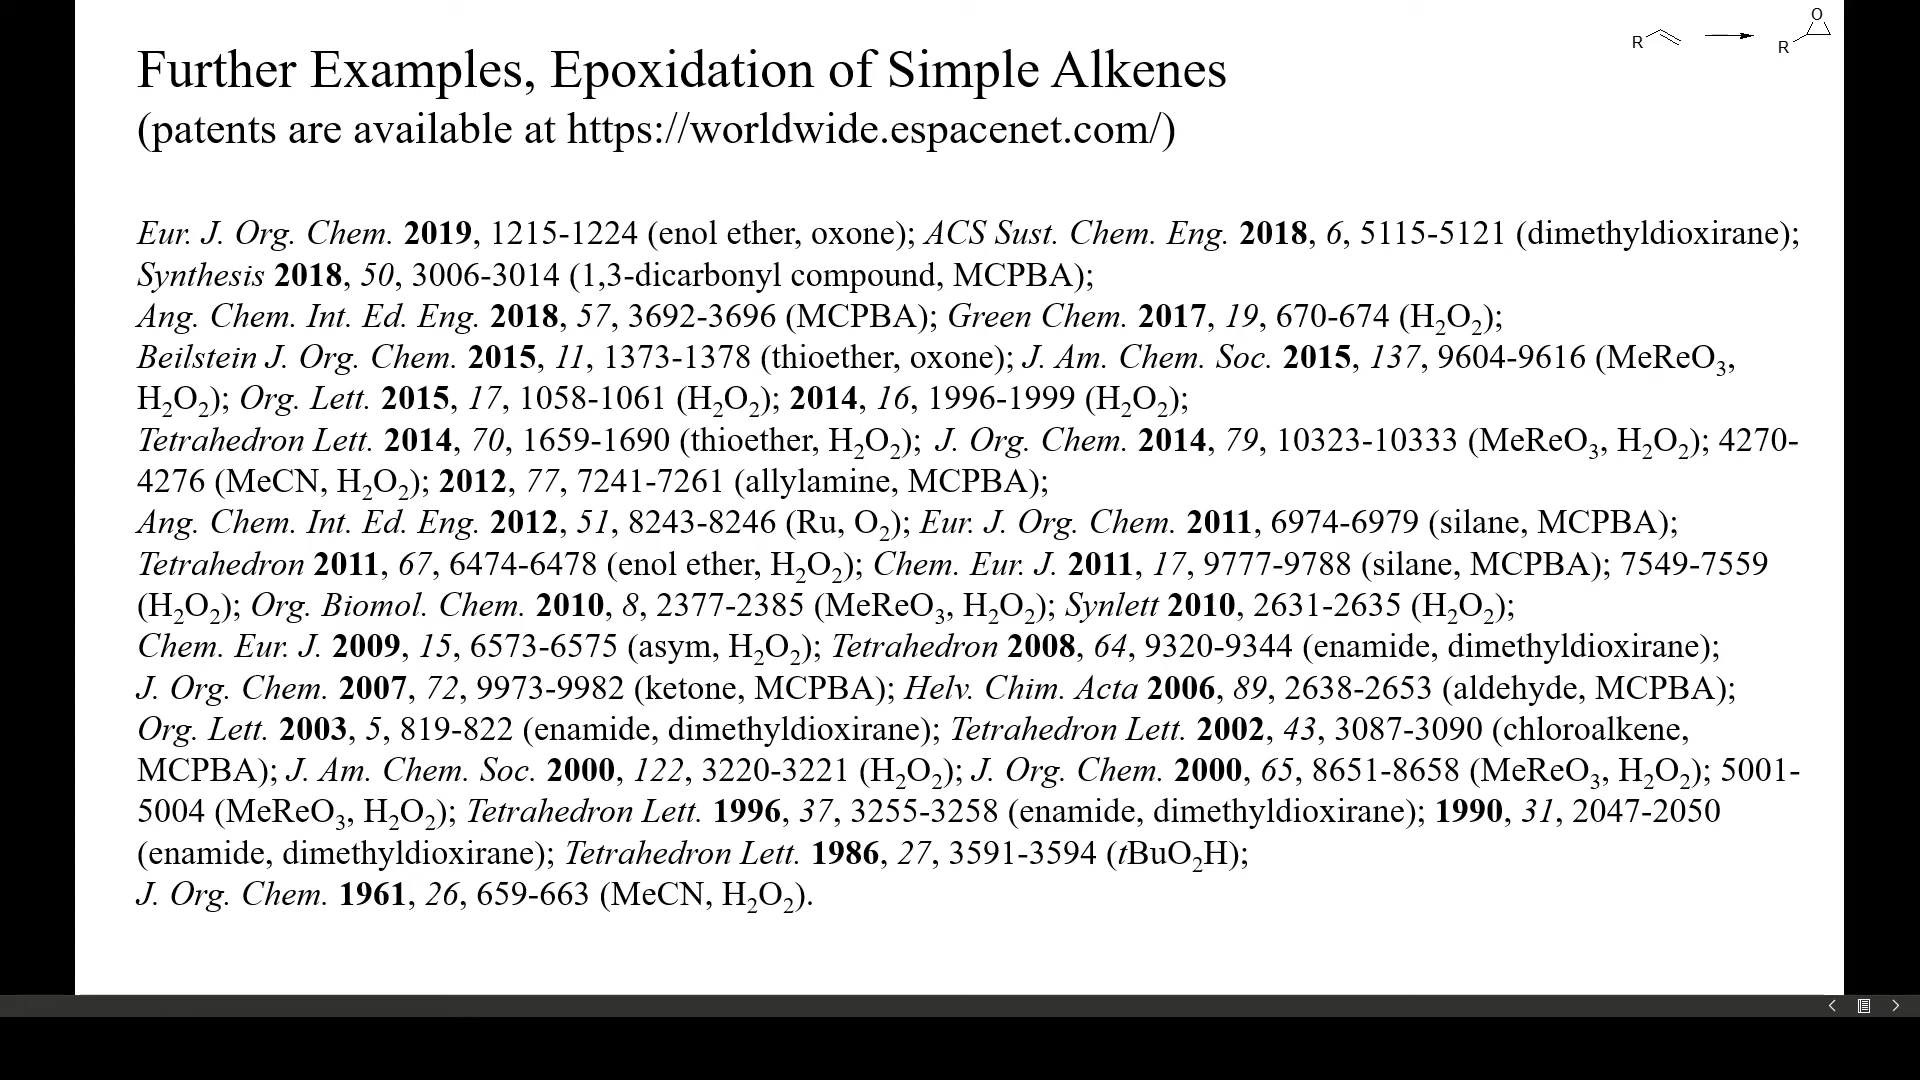 Further Examples, Epoxidation of Simple Alkenes
(patents are available at https://worldwide.espacenet.com/)
R
R
O
Eur. J. Org. Chem. 2019, 1215-1224 (enol ether, oxone); ACS Sust. Chem. Eng. 2018, 6, 5115-5121 (dimethyldioxirane);
Synthesis 2018, 50, 3006-3014 (1,3-dicarbonyl compound, MCPBA);
Ang. Chem. Int. Ed. Eng. 2018, 57, 3692-3696 (MCPBA); Green Chem. 2017, 19, 670-674 (H₂O₂);
Beilstein J. Org. Chem. 2015, 11, 1373-1378 (thioether, oxone); J. Am. Chem. Soc. 2015, 137, 9604-9616 (MeReO₃,
H₂O₂); Org. Lett. 2015, 17, 1058-1061 (H₂O₂); 2014, 16, 1996-1999 (H₂O₂);
Tetrahedron Lett. 2014, 70, 1659-1690 (thioether, H₂O₂); J. Org. Chem. 2014, 79, 10323-10333 (MeReO₃, H₂O₂); 4270-
4276 (MeCN, H₂O₂); 2012, 77, 7241-7261 (allylamine, MCPBA);
Ang. Chem. Int. Ed. Eng. 2012, 51, 8243-8246 (Ru, O₂); Eur. J. Org. Chem. 2011, 6974-6979 (silane, MCPBA);
Tetrahedron 2011, 67, 6474-6478 (enol ether, H₂O₂); Chem. Eur. J. 2011, 17, 9777-9788 (silane, MCPBA); 7549-7559
(H₂O₂); Org. Biomol. Chem. 2010, 8, 2377-2385 (MeReO₃, H₂O₂); Synlett 2010, 2631-2635 (H₂O₂);
Chem. Eur. J. 2009, 15, 6573-6575 (asym, H₂O₂); Tetrahedron 2008, 64, 9320-9344 (enamide, dimethyldioxirane);
J. Org. Chem. 2007, 72, 9973-9982 (ketone, MCPBA); Helv. Chim. Acta 2006, 89, 2638-2653 (aldehyde, MCPBA);
Org. Lett. 2003, 5, 819-822 (enamide, dimethyldioxirane); Tetrahedron Lett. 2002, 43, 3087-3090 (chloroalkene,
MCPBA); J. Am. Chem. Soc. 2000, 122, 3220-3221 (H₂O₂); J. Org. Chem. 2000, 65, 8651-8658 (MeReO₃, H₂O₂); 5001-
5004 (MeReO₃, H₂O₂); Tetrahedron Lett. 1996, 37, 3255-3258 (enamide, dimethyldioxirane); 1990, 31, 2047-2050
(enamide, dimethyldioxirane); Tetrahedron Lett. 1986, 27, 3591-3594 (tBuO₂H);
J. Org. Chem. 1961, 26, 659-663 (MeCN, H₂O₂).